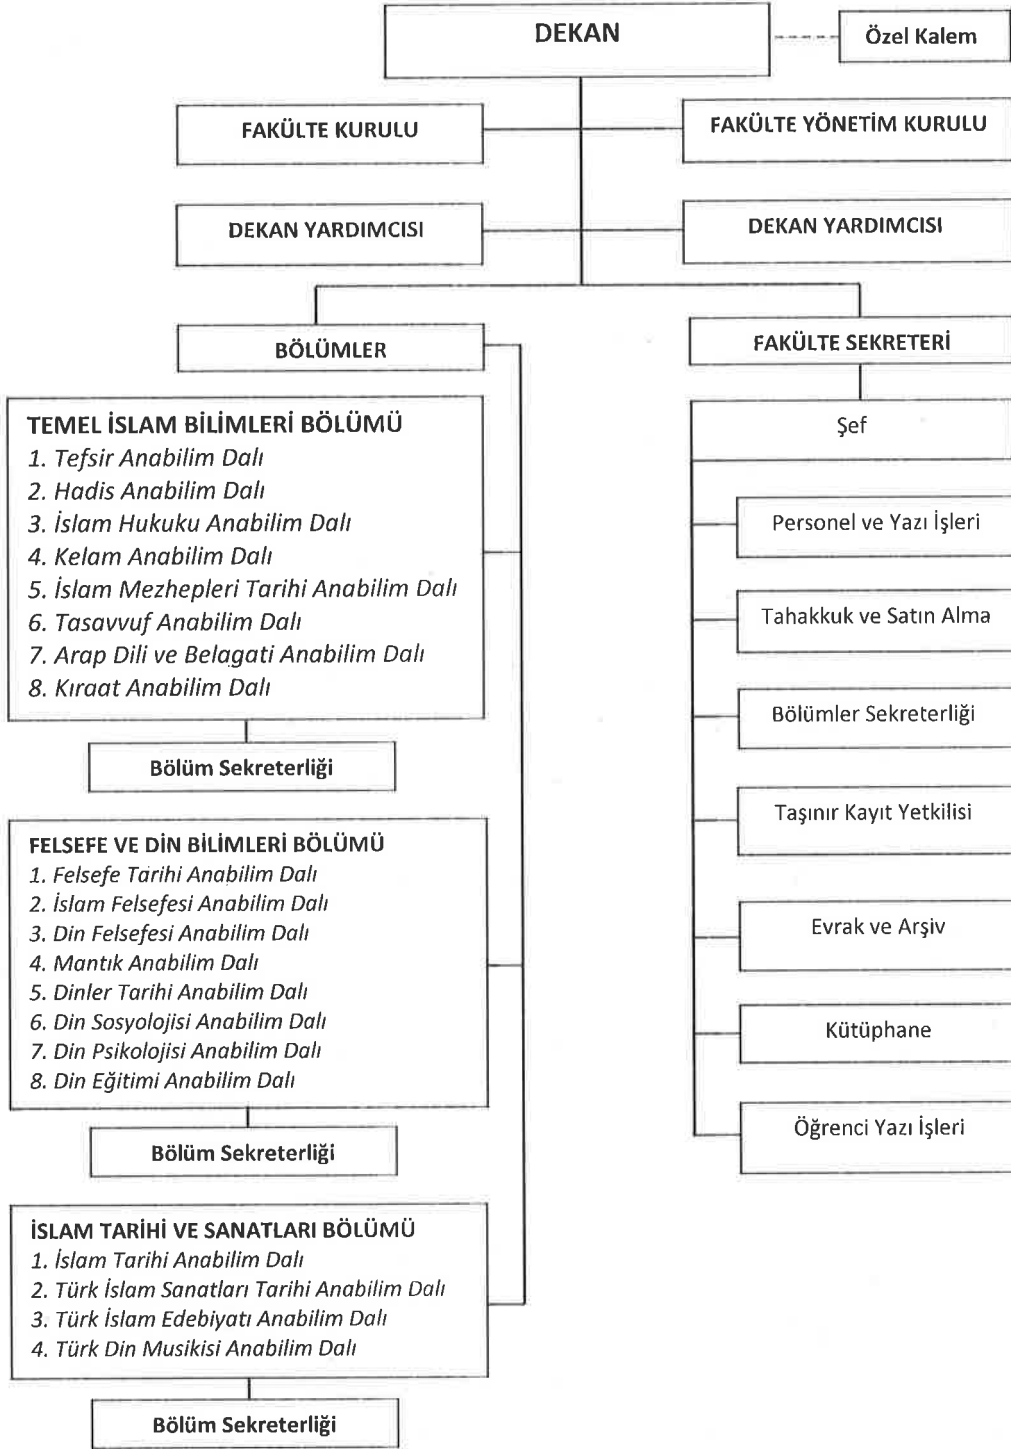 DEKAN
Özel Kalem
FAKÜLTE KURULU
FAKÜLTE YÖNETİM KURULU
DEKAN YARDIMCISI
DEKAN YARDIMCISI
BÖLÜMLER
FAKÜLTE SEKRETERİ
TEMEL İSLAM BİLİMLERİ BÖLÜMÜ
1. Tefsir Anabilim Dalı
2. Hadis Anabilim Dalı
3. İslam Hukuku Anabilim Dalı
4. Kelam Anabilim Dalı
5. İslam Mezhepleri Tarihi Anabilim Dalı
6. Tasavvuf Anabilim Dalı
7. Arap Dili ve Belagati Anabilim Dalı
8. Kıraat Anabilim Dalı
Bölüm Sekreterliği
FELSEFE VE DİN BİLİMLERİ BÖLÜMÜ
1. Felsefe Tarihi Anabilim Dalı
2. İslam Felsefesi Anabilim Dalı
3. Din Felsefesi Anabilim Dalı
4. Mantık Anabilim Dalı
5. Dinler Tarihi Anabilim Dalı
6. Din Sosyolojisi Anabilim Dalı
7. Din Psikolojisi Anabilim Dalı
8. Din Eğitimi Anabilim Dalı
Bölüm Sekreterliği
İSLAM TARİHİ VE SANATLARI BÖLÜMÜ
1. İslam Tarihi Anabilim Dalı
2. Türk İslam Sanatları Tarihi Anabilim Dalı
3. Türk İslam Edebiyatı Anabilim Dalı
4. Türk Din Musikisi Anabilim Dalı
Bölüm Sekreterliği
Şef
Personel ve Yazı İşleri
Tahakkuk ve Satın Alma
Bölümler Sekreterliği
Taşınır Kayıt Yetkilisi
Evrak ve Arşiv
Kütüphane
Öğrenci Yazı İşleri